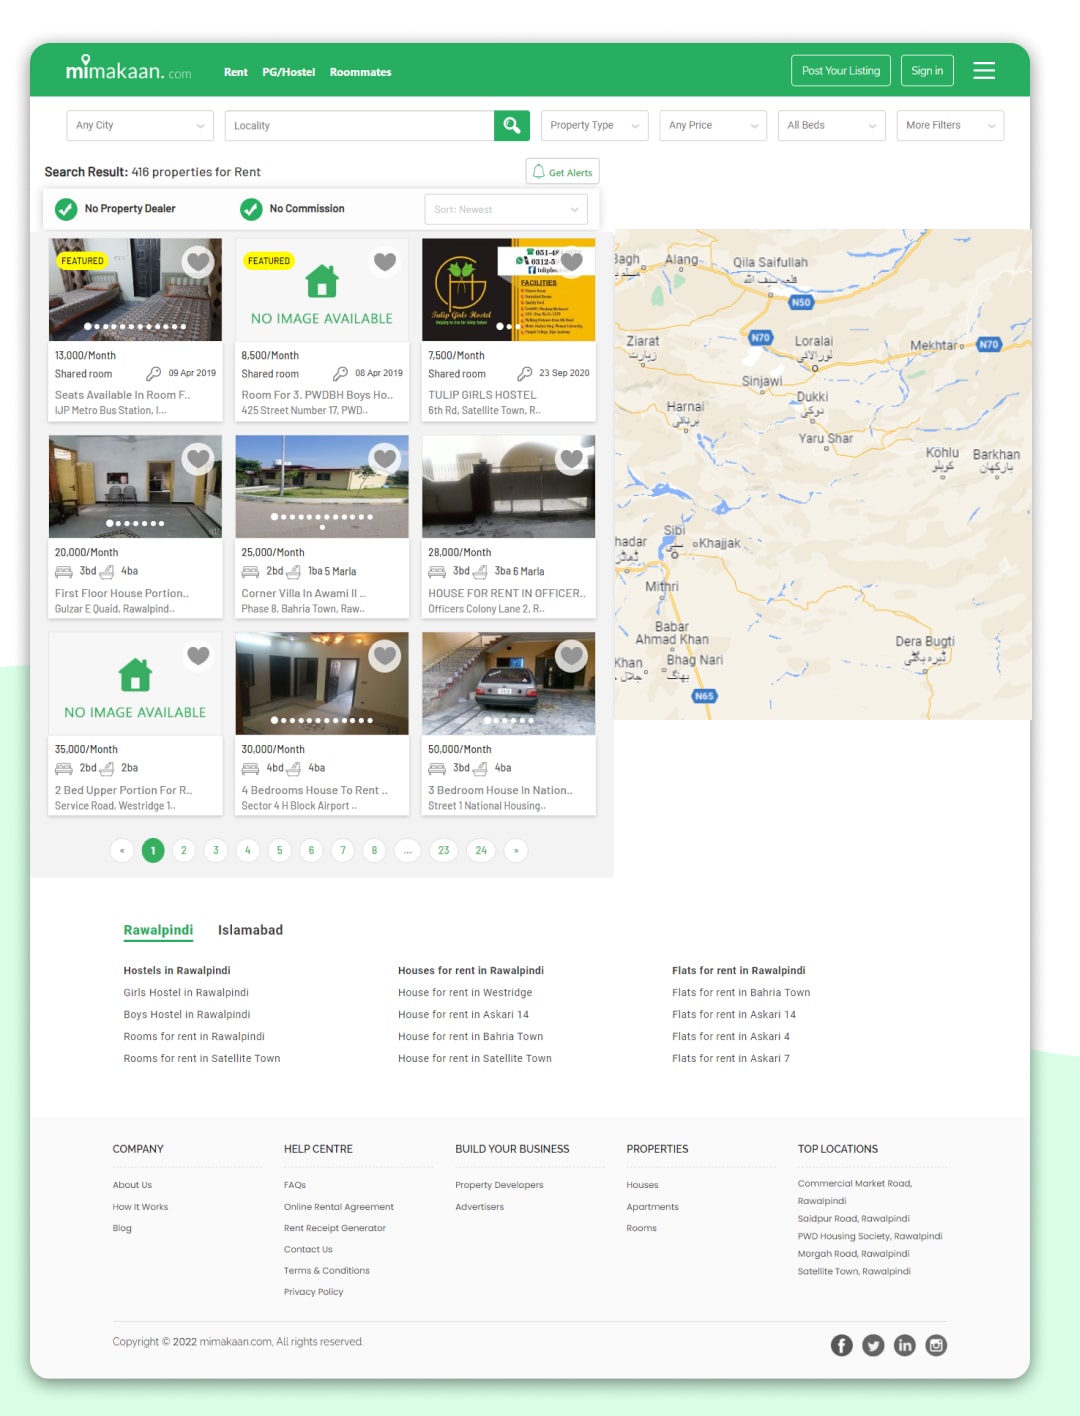 mimakaan.com
Rent PG/Hostel Roommates
Post Your Listing Sign in
Any City Locality Property Type Any Price All Beds More Filters
Search Result: 416 properties for Rent
Get Alerts
No Property Dealer No Commission Sort: Newest
FEATURED
13,000/Month
Shared room 09 Apr 2019
Seats Available In Room F..
IJP Metro Bus Station, I...
FEATURED
NO IMAGE AVAILABLE
8,500/Month
Shared room 08 Apr 2019
Room For 3. PWDBH Boys Ho..
425 Street Number 17, PWD..
Tulip Girls Hostel
FACILITIES
7,500/Month
Shared room 23 Sep 2020
TULIP GIRLS HOSTEL
6th Rd, Satellite Town, R..
20,000/Month
3bd 4ba
First Floor House Portion..
Gulzar E Quaid, Rawalpind..
25,000/Month
2bd 1ba 5 Marla
Corner Villa In Awami II ..
Phase 8, Bahria Town, Raw..
28,000/Month
3bd 3ba 6 Marla
HOUSE FOR RENT IN OFFICER..
Officers Colony Lane 2, R..
NO IMAGE AVAILABLE
35,000/Month
2bd 2ba
2 Bed Upper Portion For R..
Service Road, Westridge 1..
30,000/Month
4bd 4ba
4 Bedrooms House To Rent ..
Sector 4 H Block Airport ..
50,000/Month
3bd 4ba
3 Bedroom House In Nation..
Street 1 National Housing..
« 1 2 3 4 5 6 7 8 ... 23 24 »
Bagh Alang Qila Saifullah
قلعہ سیف اللہ
N50
N70
Ziarat
زیارت
Loralai
لورالائی
Mekhtar N70
Sinjawi
Dukki
دوکی
Harnai
ہرنائی
Yaru Shar
Kohlu
کوہلو
Barkhan
بارکھان
Sibi
سبی
Khajjak
hadar
Mithri
Babar
Ahmad Khan
Khan
Bhag Nari
بھاگ
Dera Bugti
ڈیرہ بگٹی
N65
Rawalpindi Islamabad
Hostels in Rawalpindi
Girls Hostel in Rawalpindi
Boys Hostel in Rawalpindi
Rooms for rent in Rawalpindi
Rooms for rent in Satellite Town
Houses for rent in Rawalpindi
House for rent in Westridge
House for rent in Askari 14
House for rent in Bahria Town
House for rent in Satellite Town
Flats for rent in Rawalpindi
Flats for rent in Bahria Town
Flats for rent in Askari 14
Flats for rent in Askari 4
Flats for rent in Askari 7
COMPANY
About Us
How It Works
Blog
HELP CENTRE
FAQs
Online Rental Agreement
Rent Receipt Generator
Contact Us
Terms & Conditions
Privacy Policy
BUILD YOUR BUSINESS
Property Developers
Advertisers
PROPERTIES
Houses
Apartments
Rooms
TOP LOCATIONS
Commercial Market Road,
Rawalpindi
Saidpur Road, Rawalpindi
PWD Housing Society, Rawalpindi
Morgah Road, Rawalpindi
Satellite Town, Rawalpindi
Copyright © 2022 mimakaan.com, All rights reserved.